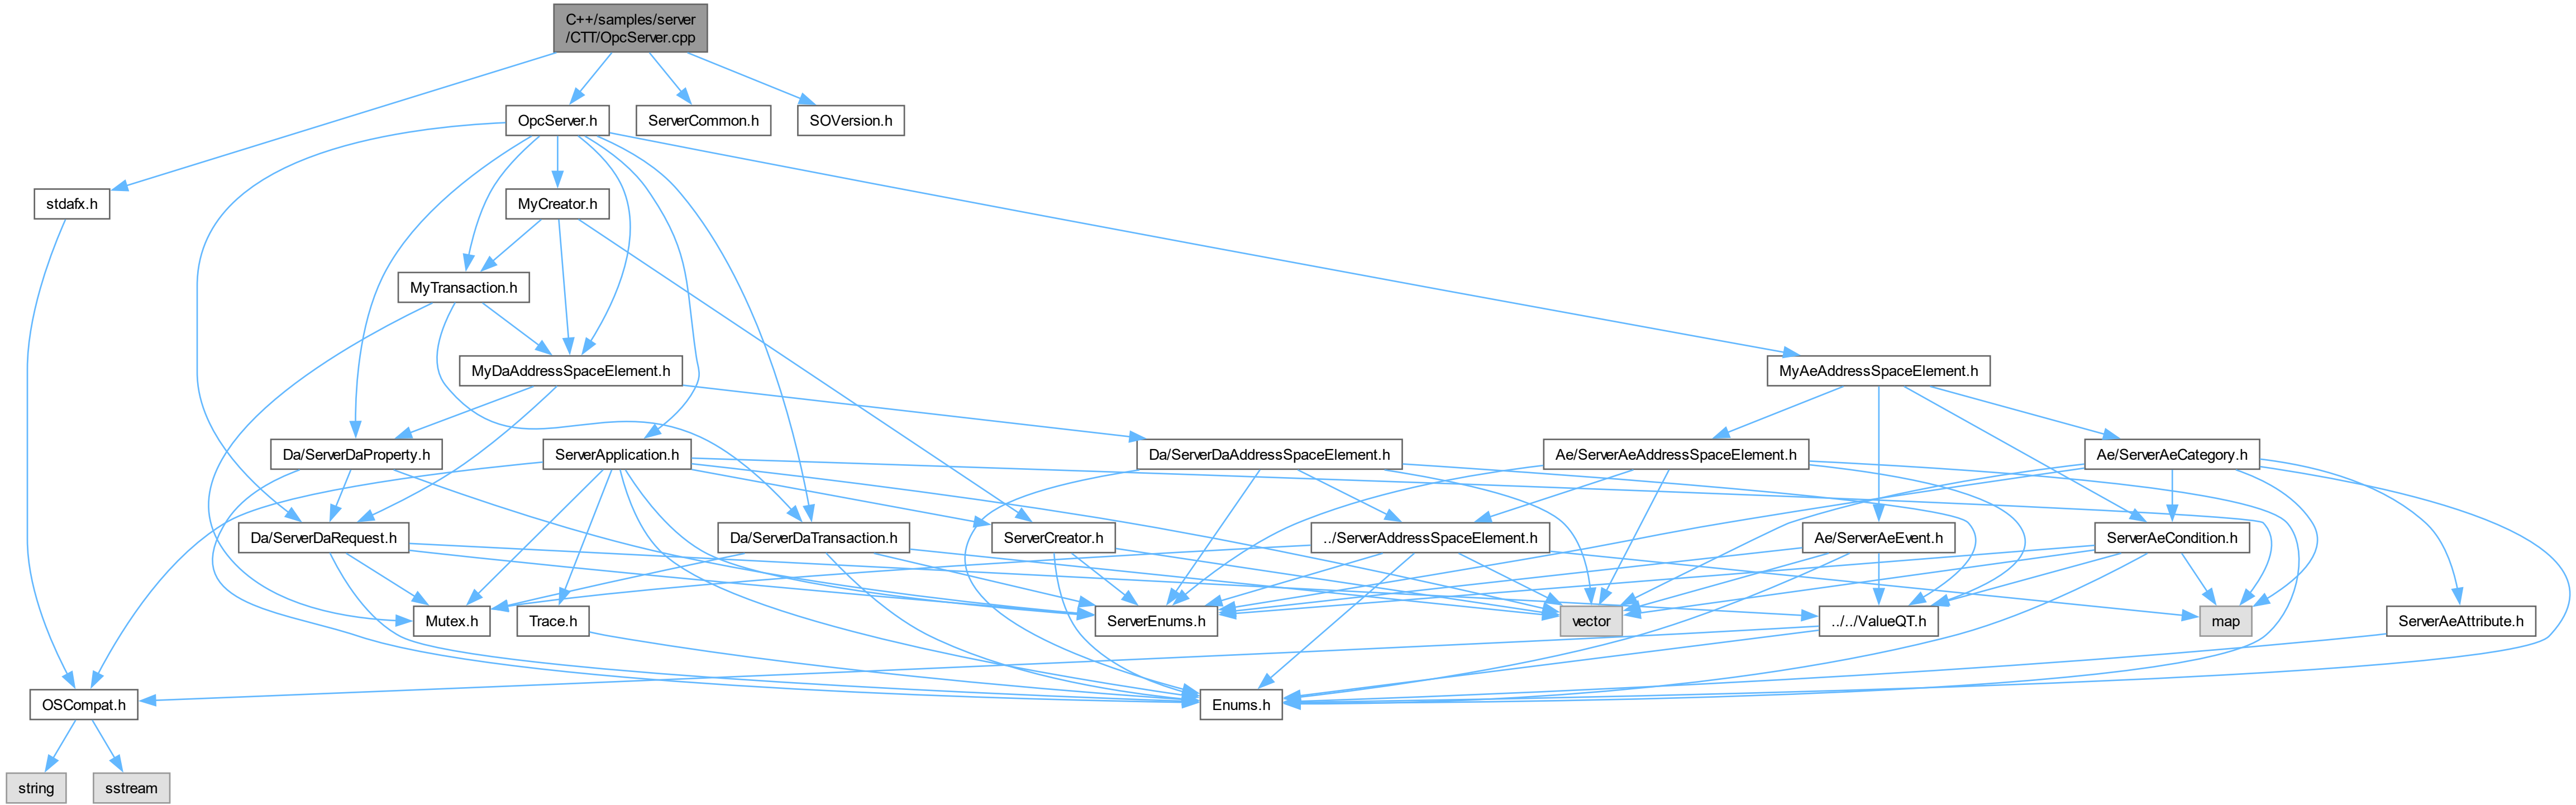 C++/samples/server
/CTT/OpcServer.cpp
OpcServer.h
ServerCommon.h
SOVersion.h
stdafx.h
MyCreator.h
MyTransaction.h
MyDaAddressSpaceElement.h
MyAeAddressSpaceElement.h
Da/ServerDaProperty.h
ServerApplication.h
Da/ServerDaAddressSpaceElement.h
Ae/ServerAeAddressSpaceElement.h
Ae/ServerAeCategory.h
Da/ServerDaRequest.h
Da/ServerDaTransaction.h
ServerCreator.h
../ServerAddressSpaceElement.h
Ae/ServerAeEvent.h
ServerAeCondition.h
Mutex.h
Trace.h
ServerEnums.h
vector
../../ValueQT.h
map
ServerAeAttribute.h
OSCompat.h
Enums.h
string
sstream